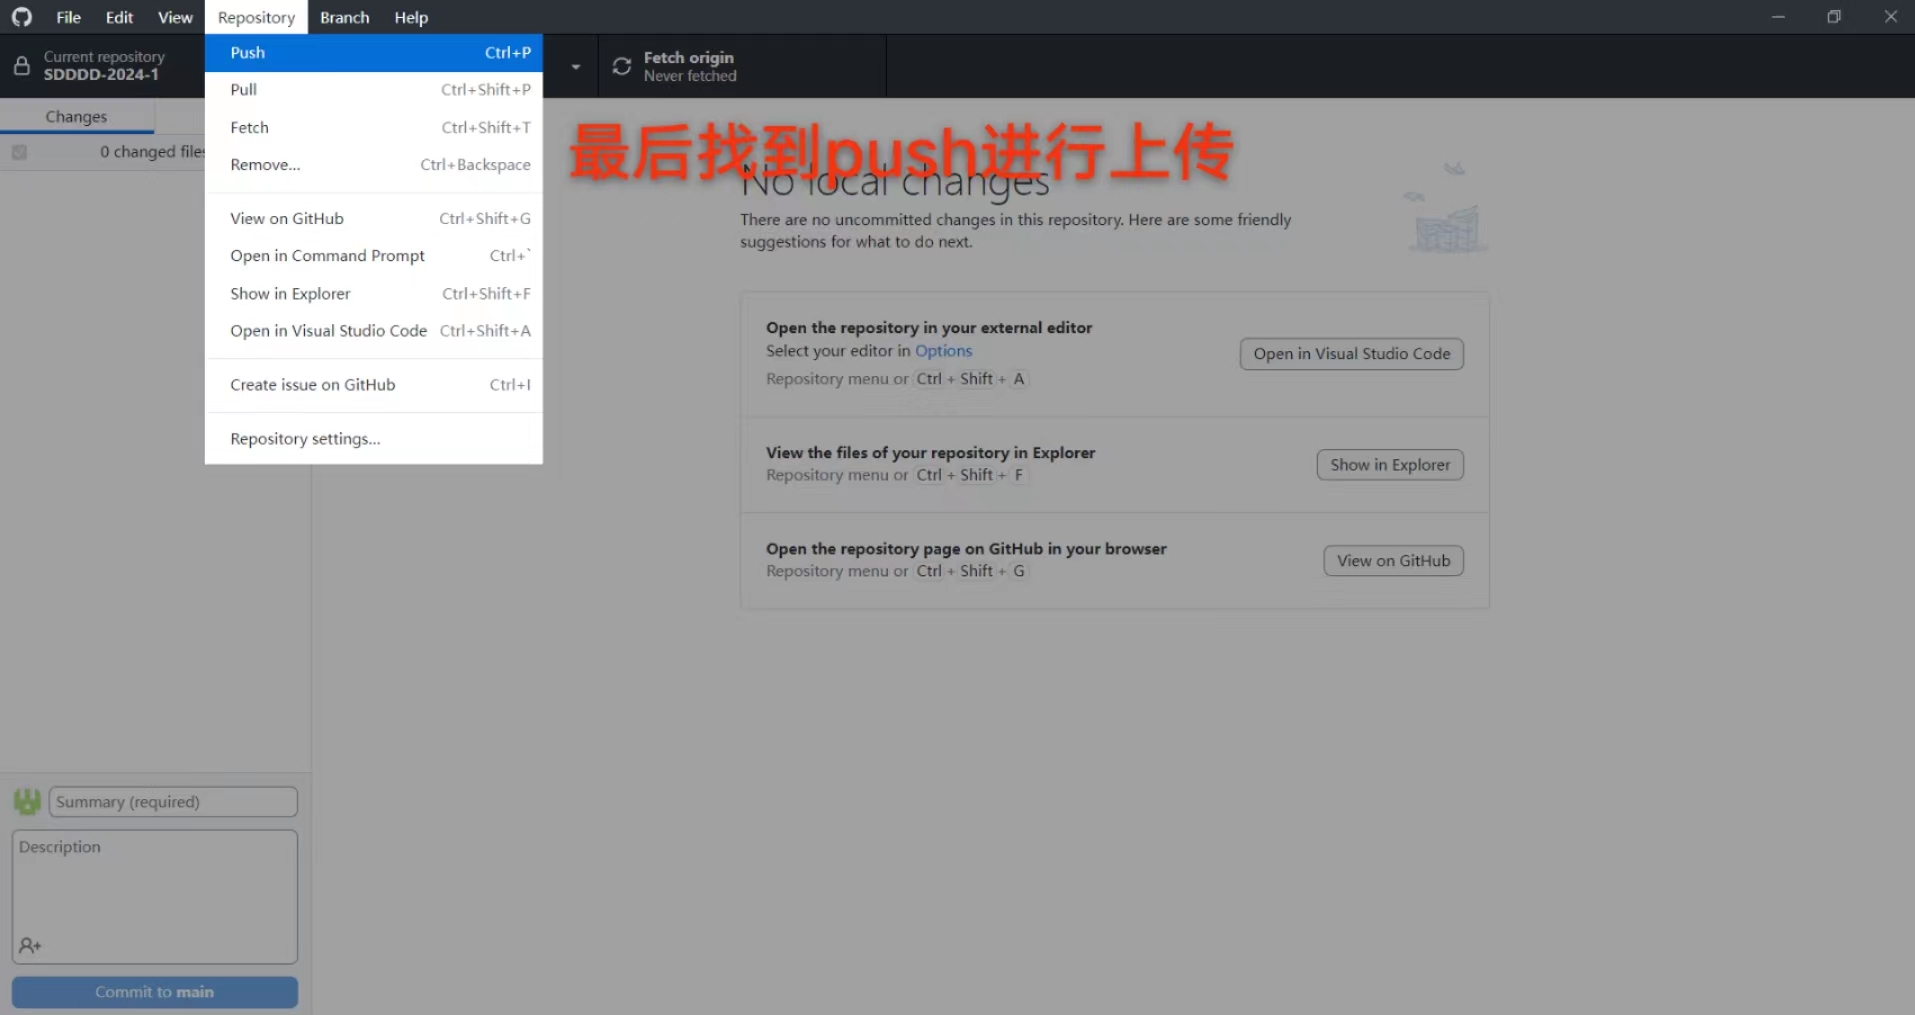 File Edit View Repository Branch Help
Current repository
SDDDD-2024-1
Fetch origin
Never fetched
Push Ctrl+P
Pull Ctrl+Shift+P
Fetch Ctrl+Shift+T
Remove... Ctrl+Backspace
View on GitHub Ctrl+Shift+G
Open in Command Prompt Ctrl+`
Show in Explorer Ctrl+Shift+F
Open in Visual Studio Code Ctrl+Shift+A
Create issue on GitHub Ctrl+I
Repository settings...
Changes
0 changed files
最后找到push进行上传
No local changes
There are no uncommitted changes in this repository. Here are some friendly
suggestions for what to do next.
Open the repository in your external editor
Select your editor in Options
Repository menu or Ctrl + Shift + A
Open in Visual Studio Code
View the files of your repository in Explorer
Repository menu or Ctrl + Shift + F
Show in Explorer
Open the repository page on GitHub in your browser
Repository menu or Ctrl + Shift + G
View on GitHub
Summary (required)
Description
Commit to main